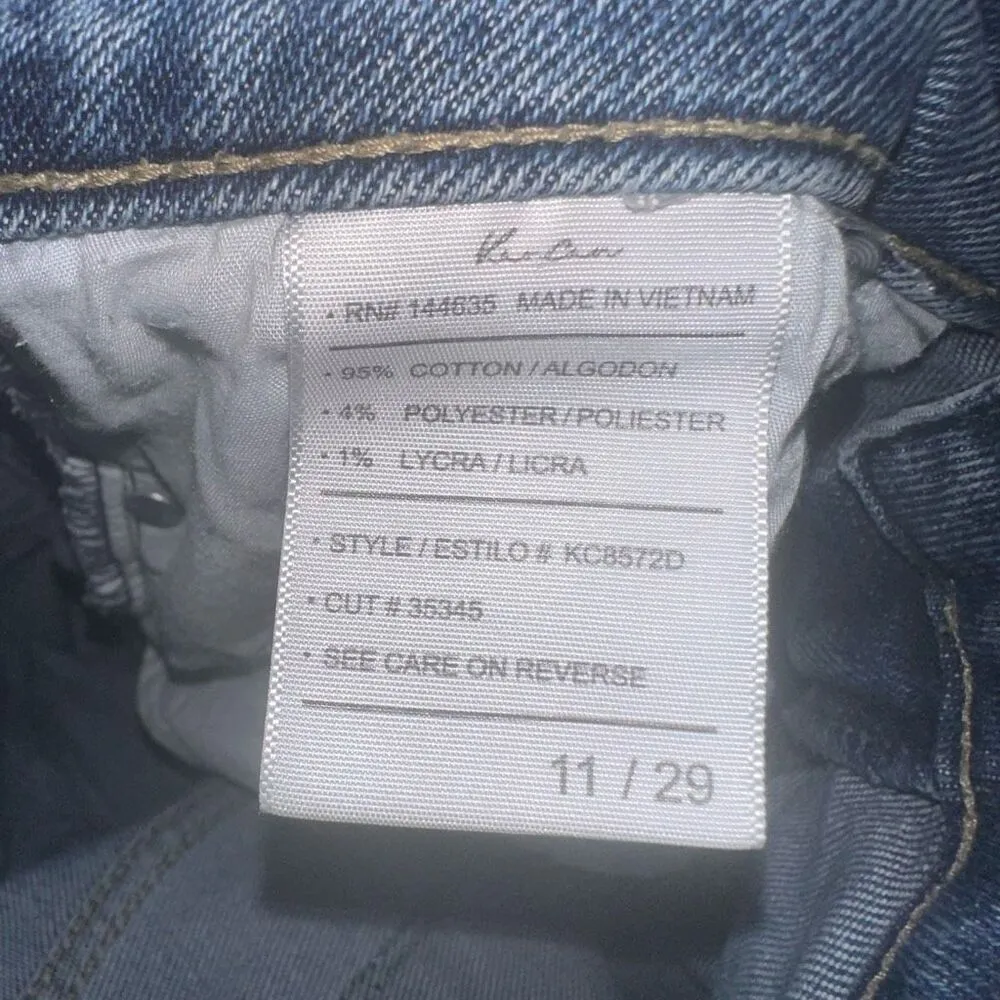 KanCan
• RN# 144635 MADE IN VIETNAM
• 95% COTTON / ALGODON
• 4% POLYESTER / POLIESTER
• 1% LYCRA / LICRA
• STYLE / ESTILO # KC8572D
• CUT # 35345
• SEE CARE ON REVERSE
11 / 29